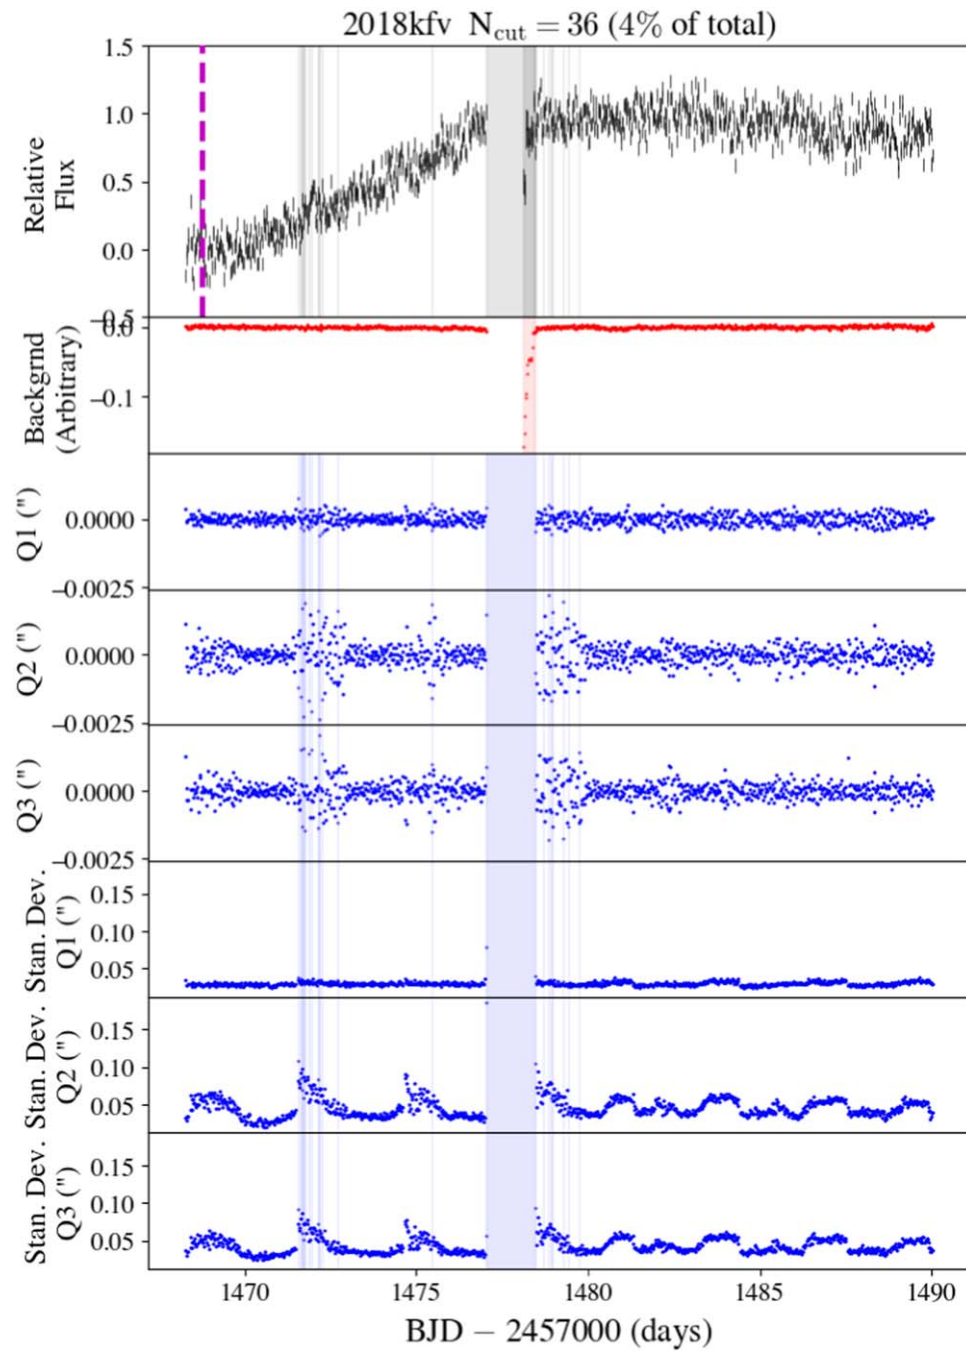 2018kfv N_cut = 36 (4% of total)
1.5
1.0
0.5
0.0
−0.5
Relative
Flux
0.0
−0.1
Backgrnd
(Arbitrary)
0.0000
−0.0025
Q1 (")
0.0000
−0.0025
Q2 (")
0.0000
−0.0025
Q3 (")
0.15
0.10
0.05
Stan. Dev.
Q1 (")
0.15
0.10
0.05
Stan. Dev.
Q2 (")
0.15
0.10
0.05
Stan. Dev.
Q3 (")
1470 1475 1480 1485 1490
BJD − 2457000 (days)